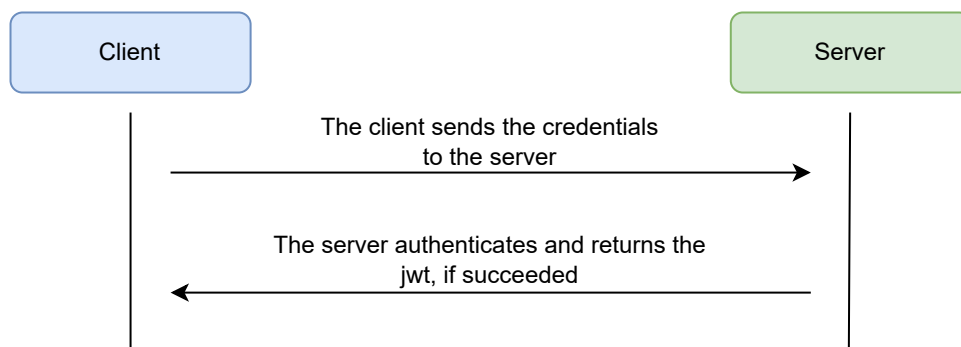 Client
Server
The client sends the credentials
to the server
The server authenticates and returns the
jwt, if succeeded